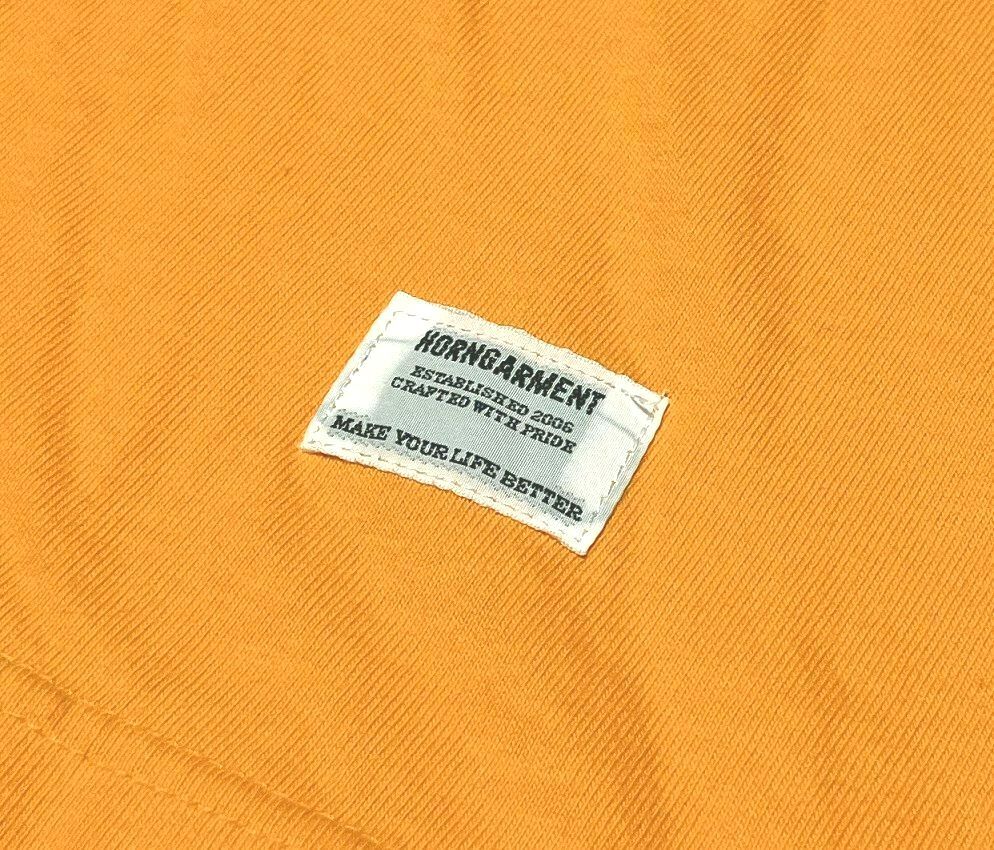 HORNGARMENT
ESTABLISHED 2006
CRAFTED WITH PRIDE
MAKE YOUR LIFE BETTER